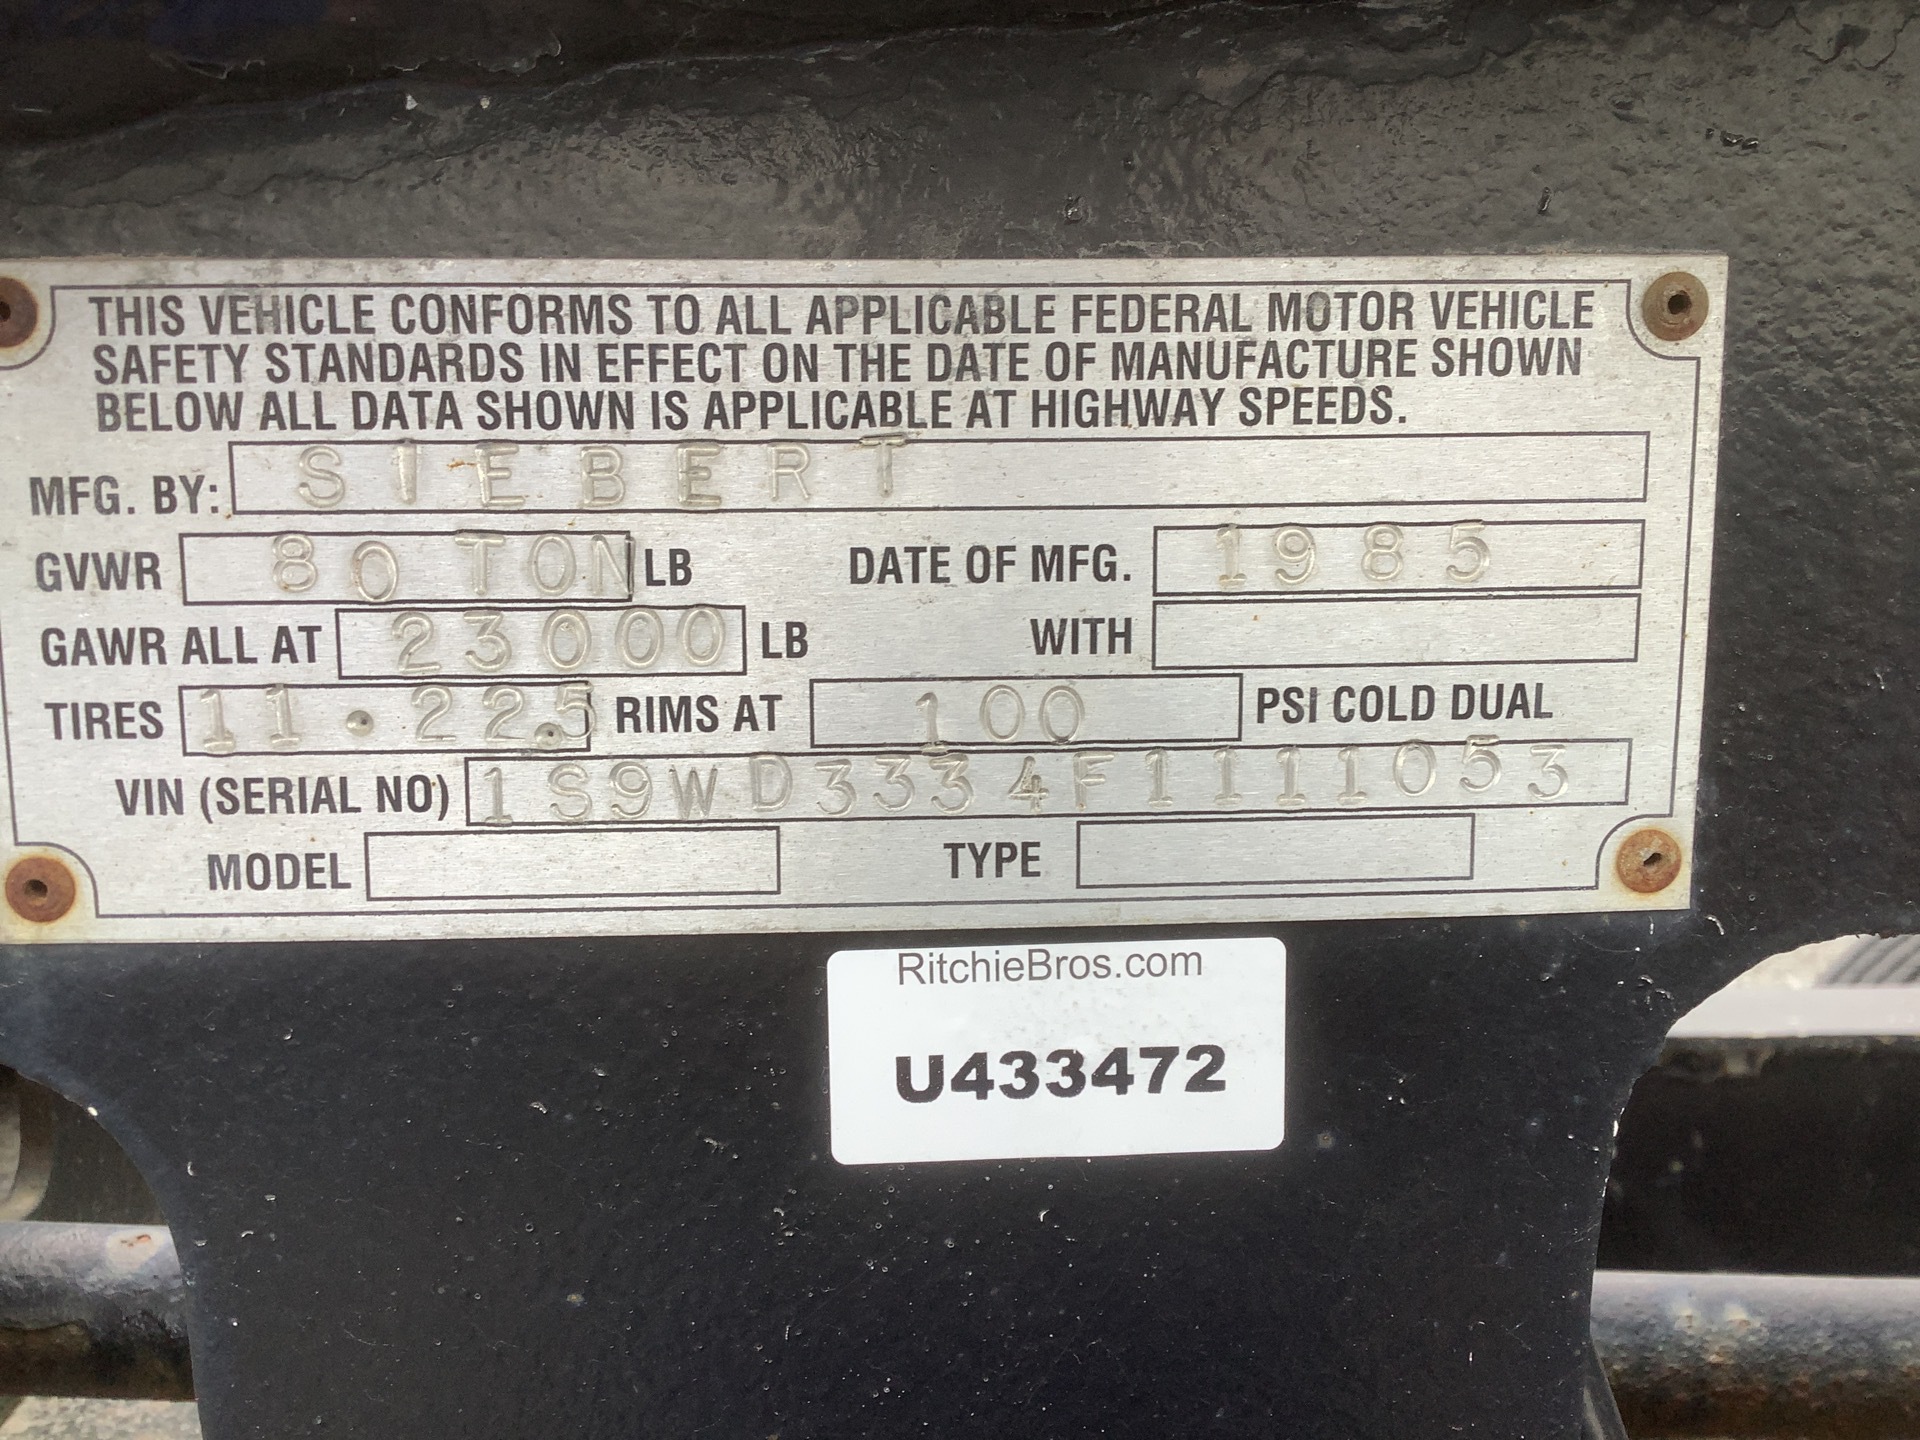 THIS VEHICLE CONFORMS TO ALL APPLICABLE FEDERAL MOTOR VEHICLE
SAFETY STANDARDS IN EFFECT ON THE DATE OF MANUFACTURE SHOWN
BELOW ALL DATA SHOWN IS APPLICABLE AT HIGHWAY SPEEDS.
MFG. BY: SIEBERT
GVWR 80 TON LB DATE OF MFG. 1985
GAWR ALL AT 23000 LB WITH
TIRES 11.22.5 RIMS AT 100 PSI COLD DUAL
VIN (SERIAL NO) 1S9WD3334F1111053
MODEL TYPE
RitchieBros.com
U433472